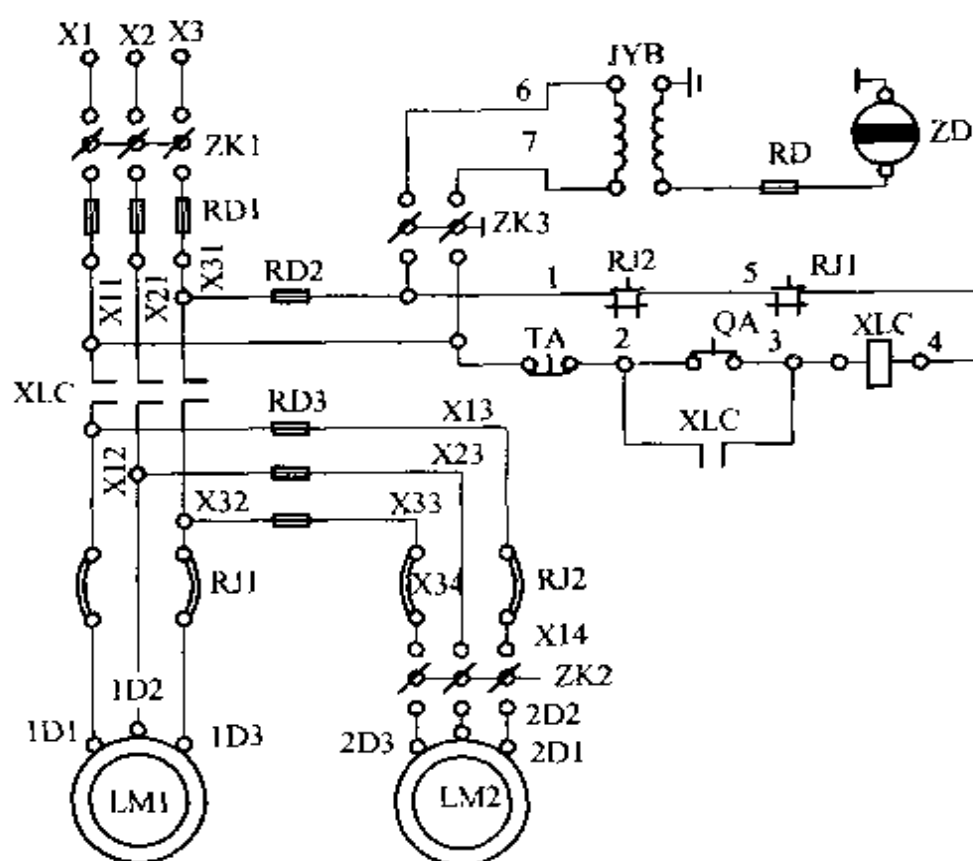 X1 X2 X3
JYB
6
ZK1
7
RD
ZD
RD1
ZK3
X11 X21 X31
RD2
1
RJ2
5
RJ1
TA
2
QA
3
XLC
4
XLC
RD3
X13
XLC
X12
X23
X32
X33
RJ1
X34
RJ2
X14
1D2
ZK2
1D1
1D3
2D3
2D2
2D1
LM1
LM2